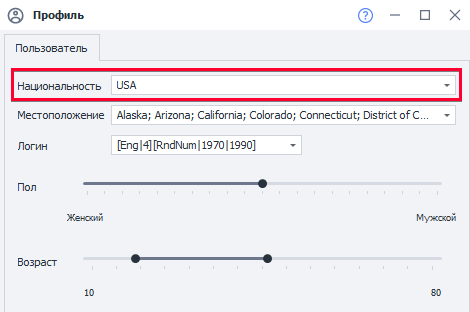 Профиль
Пользователь
Национальность USA
Местоположение Alaska; Arizona; California; Colorado; Connecticut; District of C...
Логин [Eng|4][RndNum|1970|1990]
Пол
Женский Мужской
Возраст
10 80